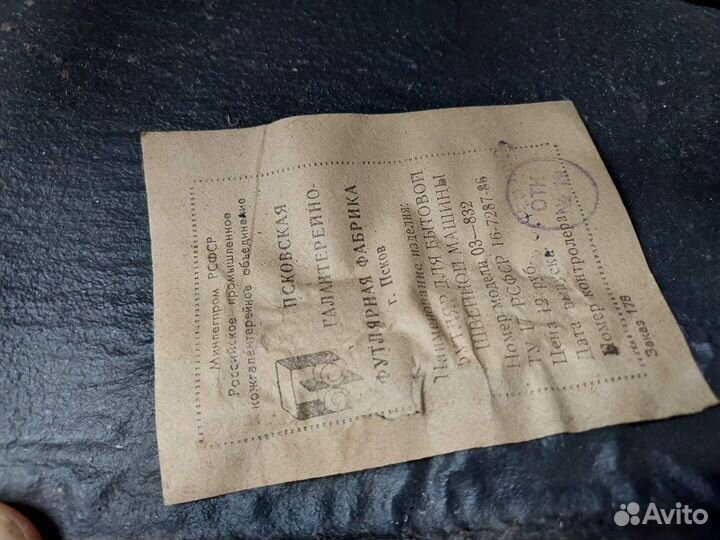 Минлегпром РСФСР
Российское промышленное
кожгалантерейное объединение
ПСКОВСКАЯ
ГАЛАНТЕРЕЙНО-
ФУТЛЯРНАЯ ФАБРИКА
г. Псков
Наименование изделия:
ФУТЛЯР ДЛЯ БЫТОВОЙ
ШВЕЙНОЙ МАШИНЫ
Номер модели 03—832
ТУ РСФСР 16-7287-86
Цена 12 руб.
Дата выпуска
Номер контролера
ОТК
Заказ 178
Avito